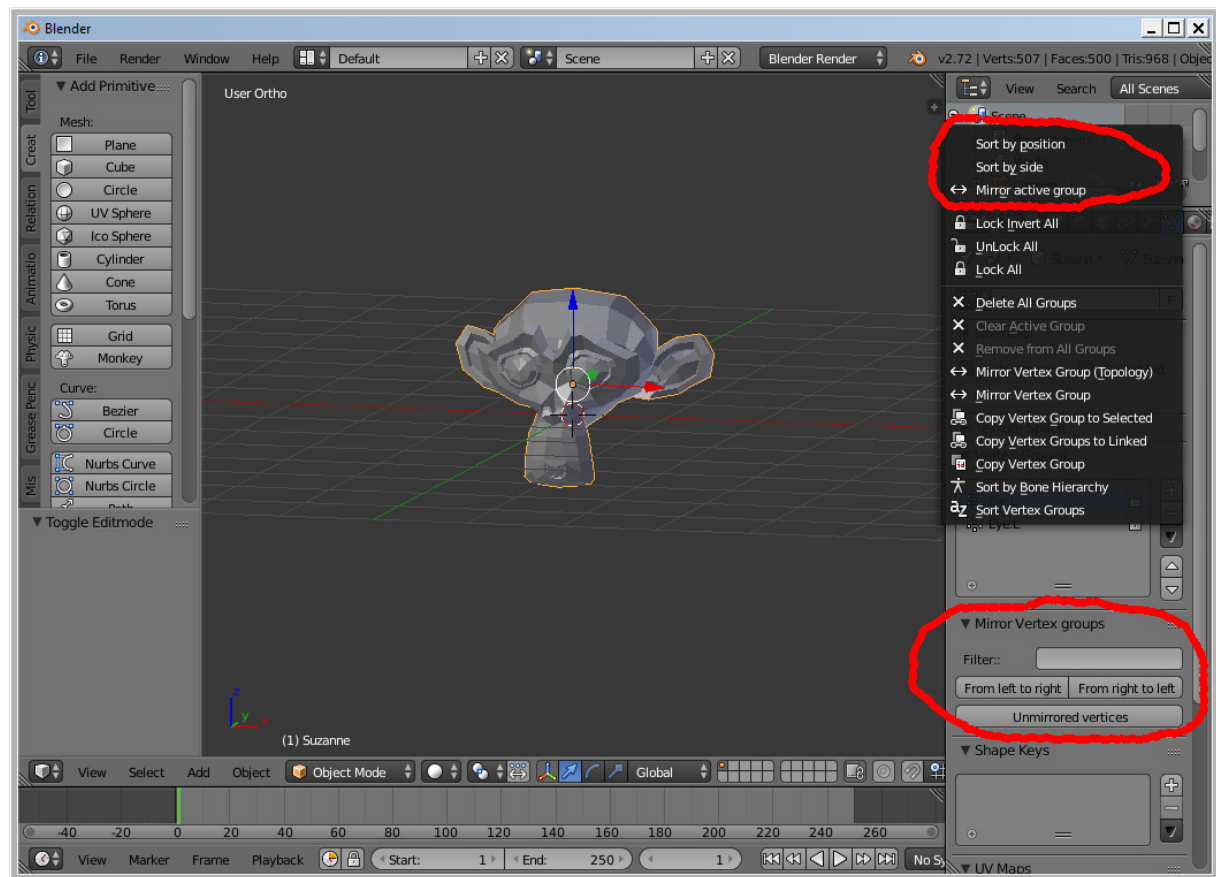 Blender
File Render Window Help Default Scene Blender Render v2.72 | Verts:507 | Faces:500 | Tris:968 | Objec
Tool
Creat
Relation
Animatio
Physic
Grease Penc
Mis
Add Primitive
Mesh:
Plane
Cube
Circle
UV Sphere
Ico Sphere
Cylinder
Cone
Torus
Grid
Monkey
Curve:
Bezier
Circle
Nurbs Curve
Nurbs Circle
Path
Toggle Editmode
User Ortho
z
y
x
(1) Suzanne
View Search All Scenes
Scene
Sort by position
Sort by side
Mirror active group
Lock Invert All
UnLock All
Lock All
Suzann Suzann
F
Delete All Groups
Clear Active Group
Remove from All Groups
Mirror Vertex Group (Topology)
Mirror Vertex Group
Copy Vertex Group to Selected
Copy Vertex Groups to Linked
Copy Vertex Group
Sort by Bone Hierarchy
Sort Vertex Groups
Eye.L
Mirror Vertex groups
Filter::
From left to right From right to left
Unmirrored vertices
Shape Keys
UV Maps
View Select Add Object Object Mode Global
-40 -20 0 20 40 60 80 100 120 140 160 180 200 220 240 260
View Marker Frame Playback Start: 1 End: 250 1 No Sy